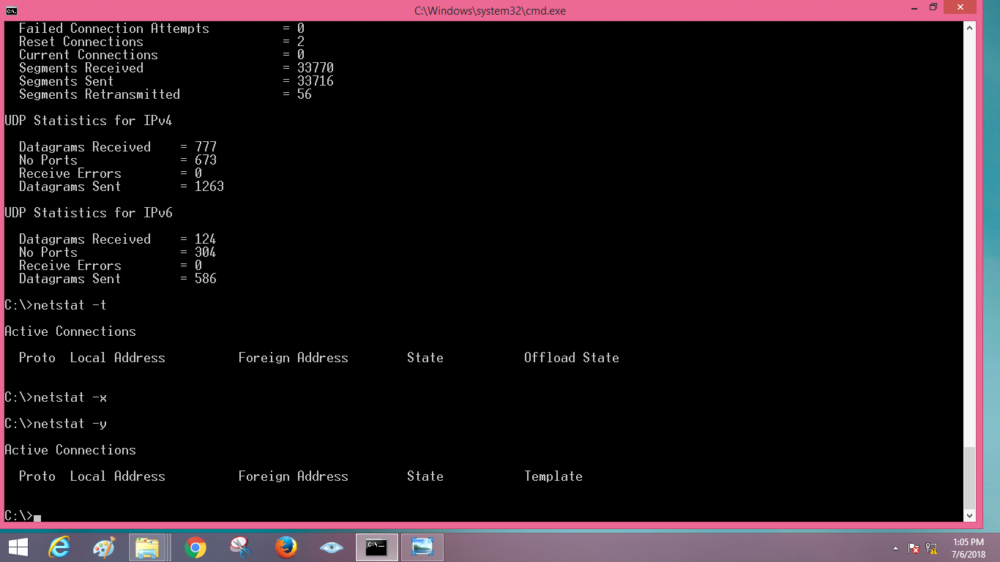 C:\Windows\system32\cmd.exe
Failed Connection Attempts = 0
Reset Connections = 2
Current Connections = 0
Segments Received = 33770
Segments Sent = 33716
Segments Retransmitted = 56
UDP Statistics for IPv4
Datagrams Received = 777
No Ports = 673
Receive Errors = 0
Datagrams Sent = 1263
UDP Statistics for IPv6
Datagrams Received = 124
No Ports = 304
Receive Errors = 0
Datagrams Sent = 586
C:\>netstat -t
Active Connections
Proto Local Address Foreign Address State Offload State
C:\>netstat -x
C:\>netstat -y
Active Connections
Proto Local Address Foreign Address State Template
C:\>
1:05 PM
7/6/2018